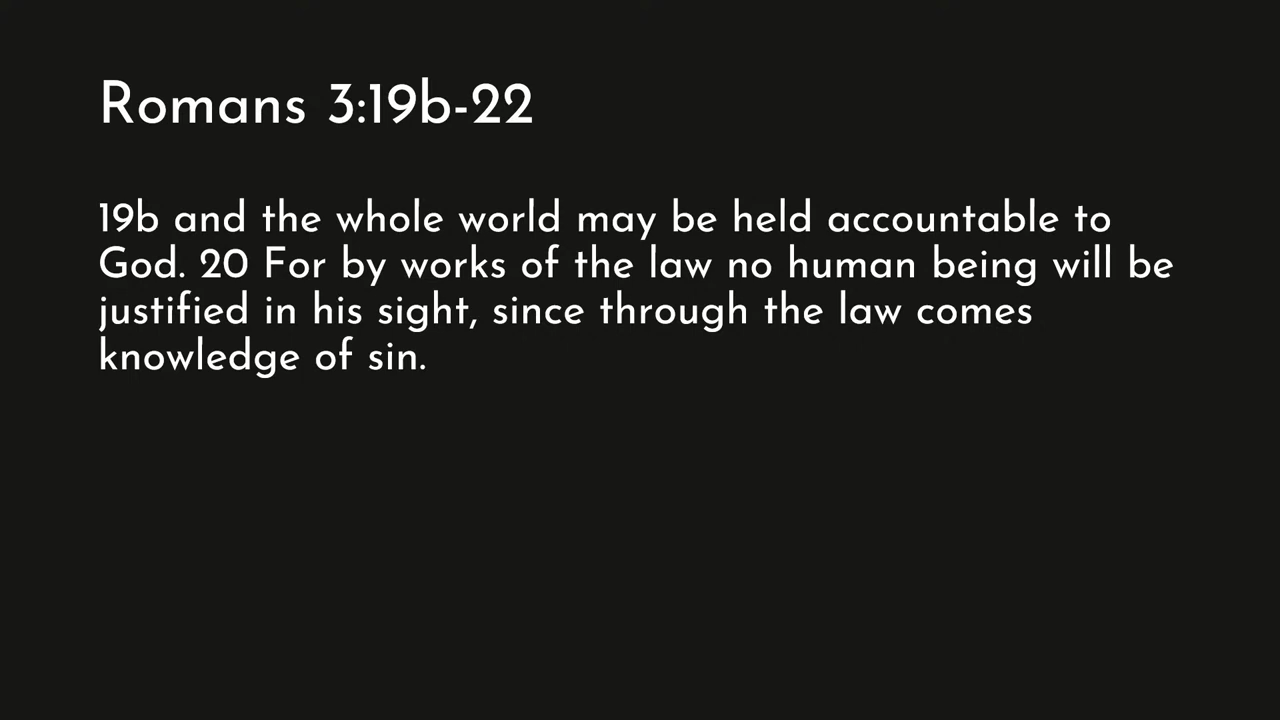 Romans 3:19b-22
19b and the whole world may be held accountable to
God. 20 For by works of the law no human being will be
justified in his sight, since through the law comes
knowledge of sin.